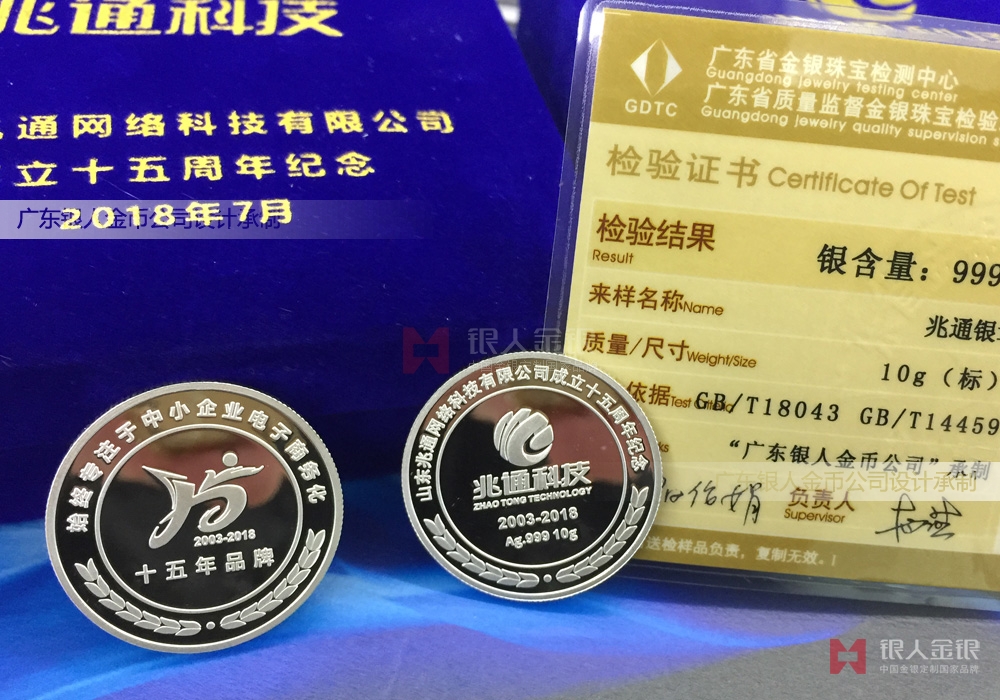 兆通科技
兆通网络科技有限公司
立十五周年纪念
2018年7月
广东银人金币公司设计承制
GDTC
广东省金银珠宝检测中心
Guangdong jewelry testing center
广东省质量监督金银珠宝检验
Guangdong jewelry quality supervision s
检验证书 Certificate Of Test
检验结果
Result
银含量：999
来样名称Name
兆通银
质量/尺寸Weight/Size
10g（标）
依据Test Criteria
GB/T18043 GB/T14459
“广东银人金币公司”承制
广东银人金币公司设计承制
负责人
Supervisor
送检样品负责，复制无效。
银人金银
始终专注于中小企业电子商务化
2003-2018
十五年品牌
山东兆通网络科技有限公司成立十五周年纪念
兆通科技
ZHAO TONG TECHNOLOGY
2003-2018
Ag.999 10g
银人金银
中国金银定制国家品牌